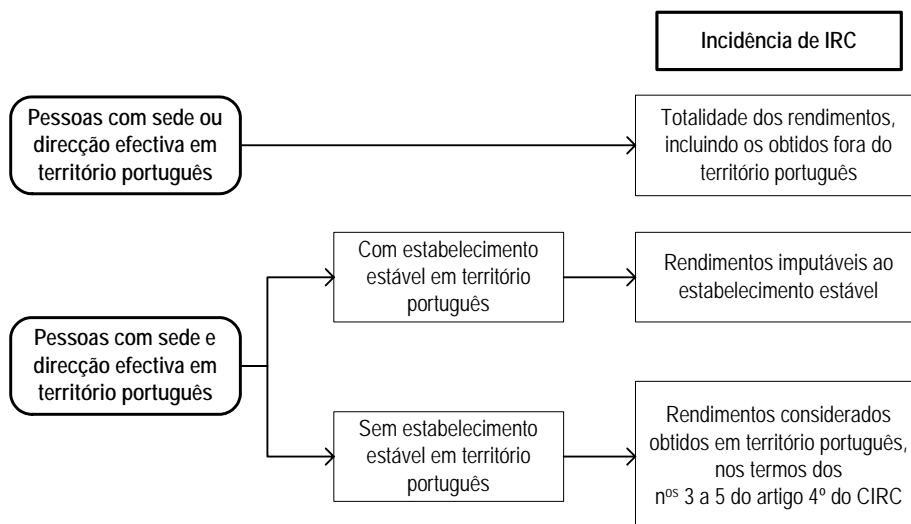 Incidência de IRC
Pessoas com sede ou
direcção efectiva em
território português
Totalidade dos rendimentos,
incluindo os obtidos fora do
território português
Com estabelecimento
estável em território
português
Rendimentos imputáveis ao
estabelecimento estável
Pessoas com sede e
direcção efectiva em
território português
Sem estabelecimento
estável em território
português
Rendimentos considerados
obtidos em território português,
nos termos dos
nos 3 a 5 do artigo 4º do CIRC